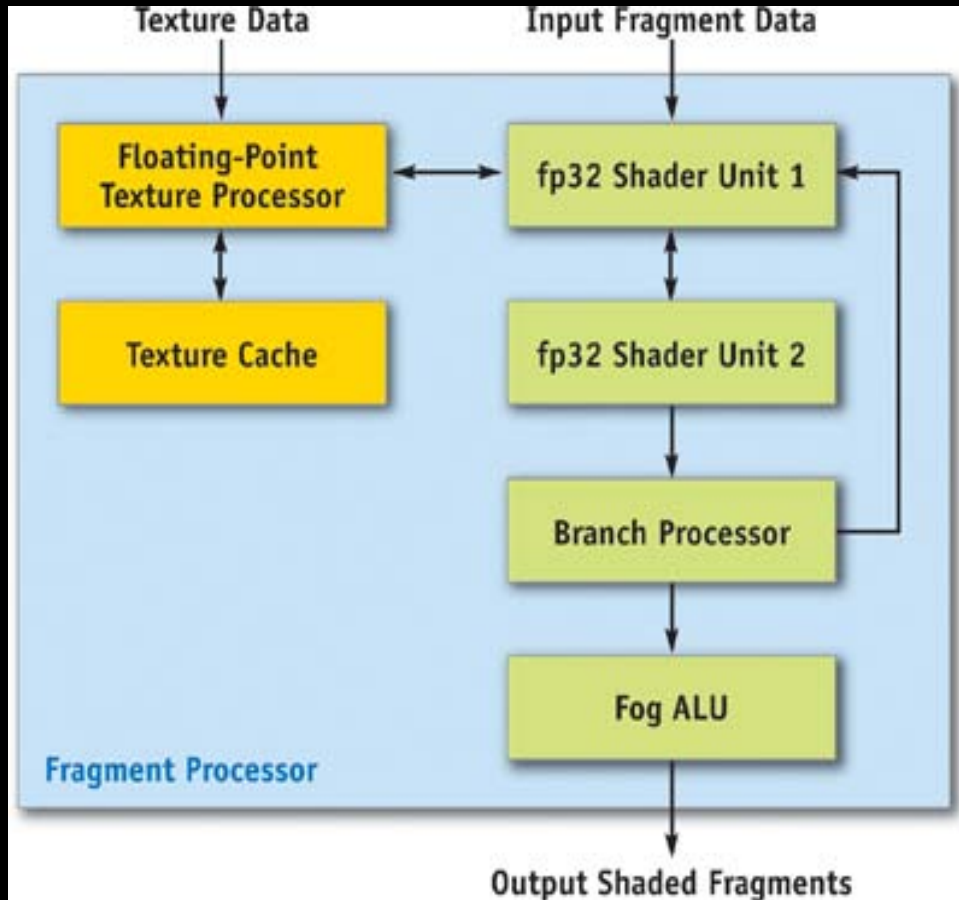 Texture Data
Input Fragment Data
Floating-Point
Texture Processor
fp32 Shader Unit 1
Texture Cache
fp32 Shader Unit 2
Branch Processor
Fog ALU
Fragment Processor
Output Shaded Fragments